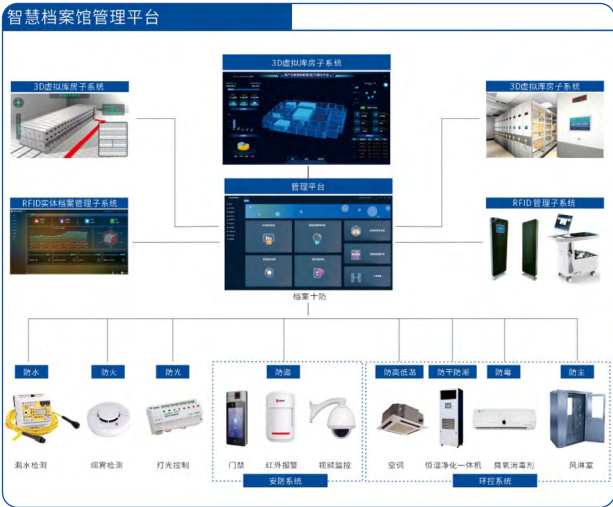 智慧档案馆管理平台
3D虚拟库房子系统
3D虚拟库房子系统
3D虚拟库房子系统
RFID实体档案管理子系统
管理平台
RFID管理子系统
档案十防
防水
防火
防光
防盗
防高低温
防干防潮
防霉
防尘
漏水检测
烟雾检测
灯光控制
门禁
红外报警
视频监控
空调
恒湿净化一体机
臭氧消毒剂
风淋室
安防系统
环控系统